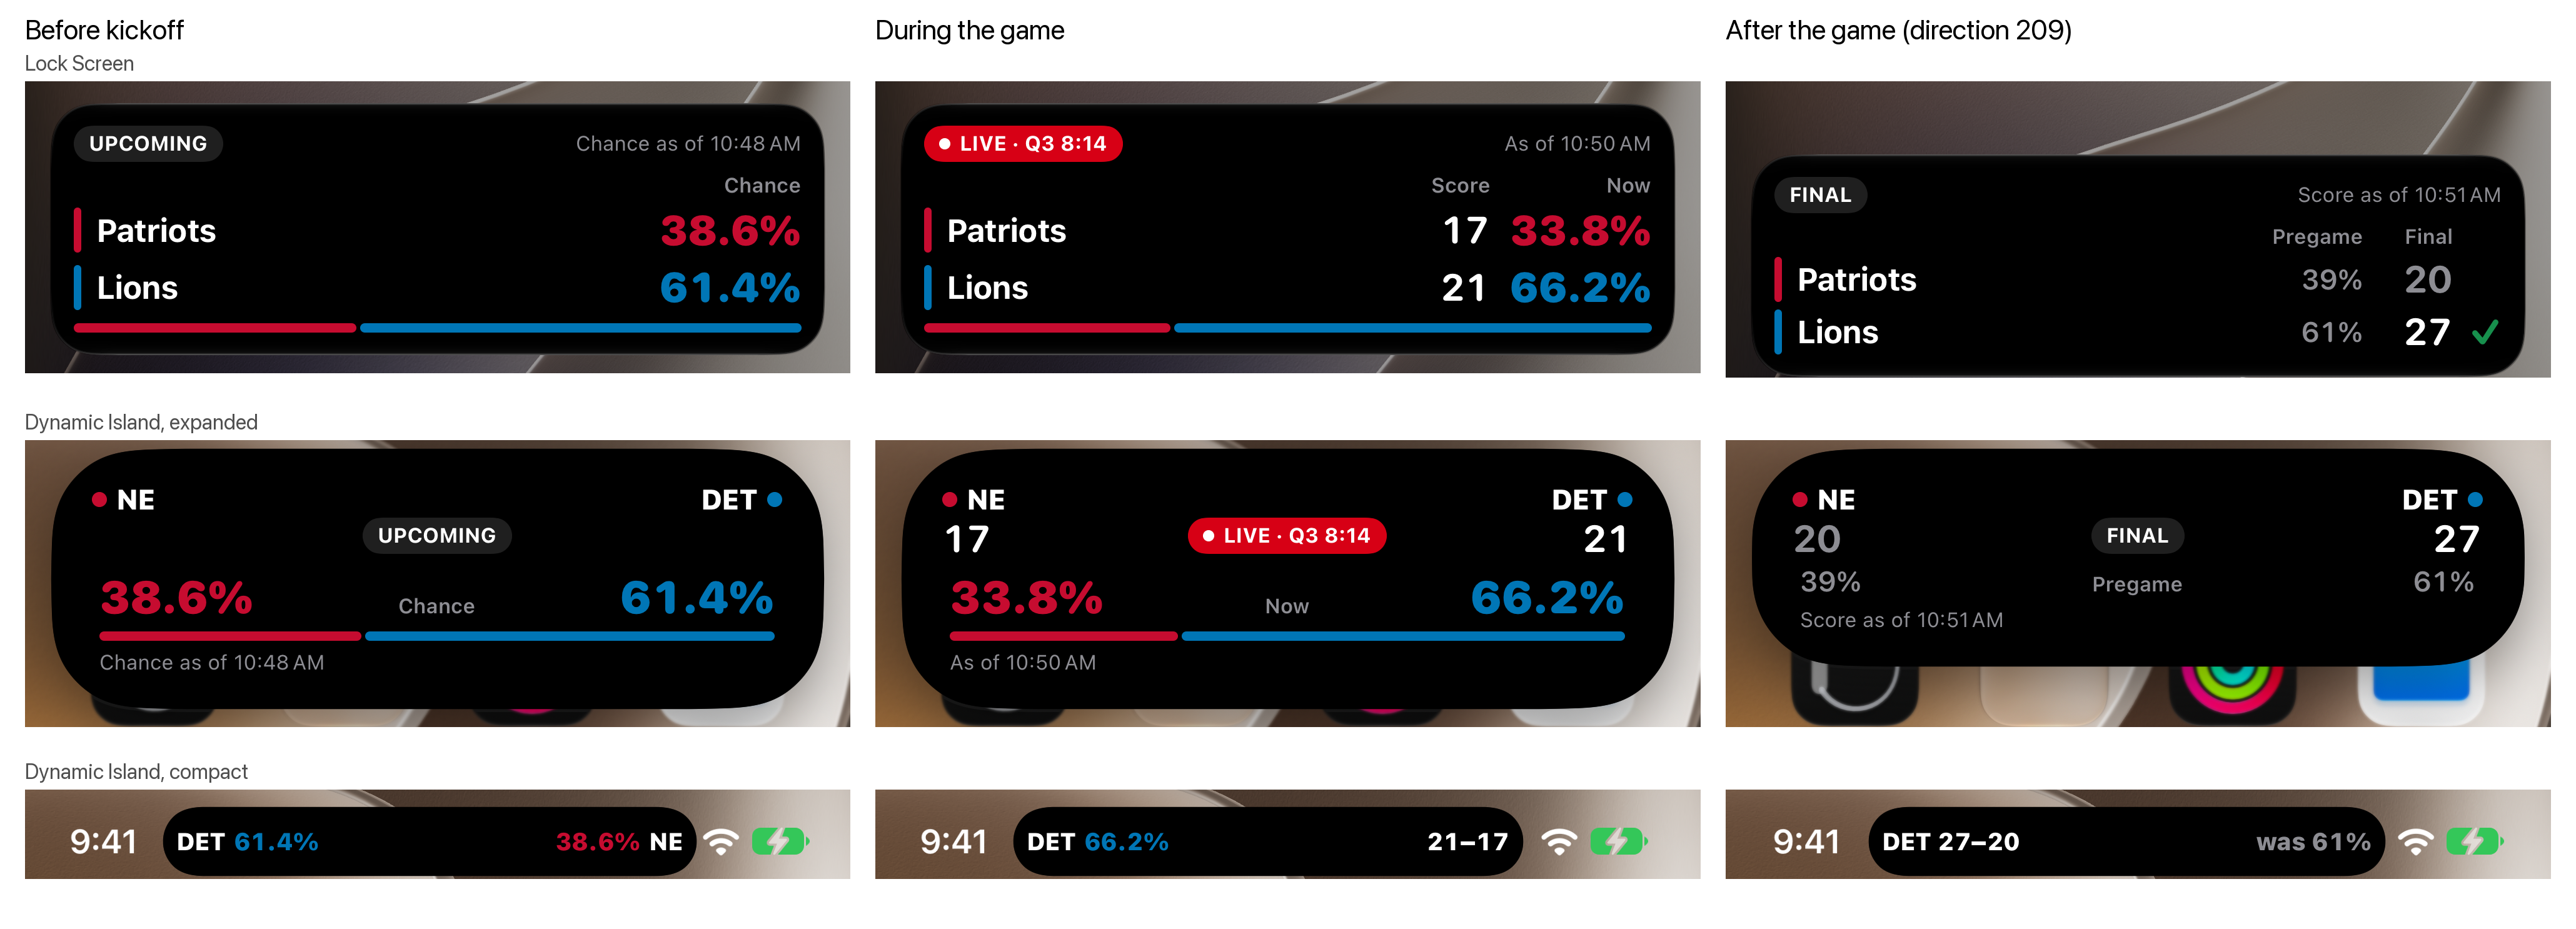 Before kickoff
During the game
After the game (direction 209)
Lock Screen
UPCOMING
Chance as of 10:48 AM
Chance
Patriots 38.6%
Lions 61.4%
LIVE · Q3 8:14
As of 10:50 AM
Score Now
Patriots 17 33.8%
Lions 21 66.2%
FINAL
Score as of 10:51 AM
Pregame Final
Patriots 39% 20
Lions 61% 27
Dynamic Island, expanded
NE DET
UPCOMING
38.6% Chance 61.4%
Chance as of 10:48 AM
NE DET
17 LIVE · Q3 8:14 21
33.8% Now 66.2%
As of 10:50 AM
NE DET
20 FINAL 27
39% Pregame 61%
Score as of 10:51 AM
Dynamic Island, compact
9:41 DET 61.4% 38.6% NE
9:41 DET 66.2% 21–17
9:41 DET 27–20 was 61%